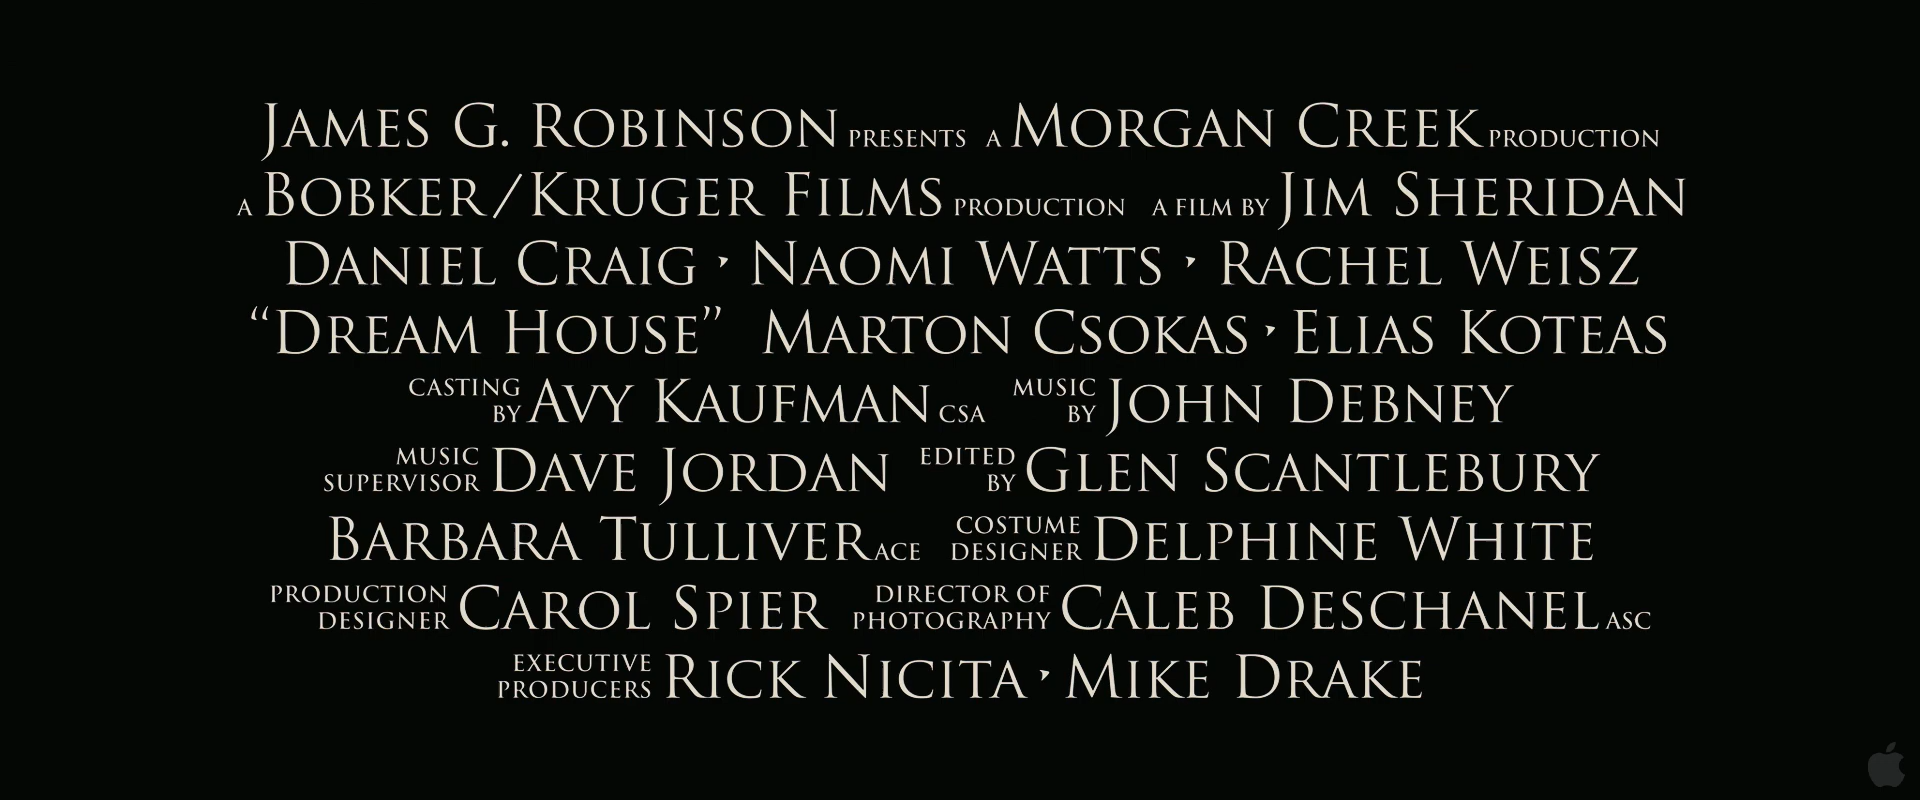 JAMES G. ROBINSON PRESENTS A MORGAN CREEK PRODUCTION
A BOBKER/KRUGER FILMS PRODUCTION A FILM BY JIM SHERIDAN
DANIEL CRAIG · NAOMI WATTS · RACHEL WEISZ
“DREAM HOUSE” MARTON CSOKAS · ELIAS KOTEAS
CASTING BY AVY KAUFMAN CSA MUSIC BY JOHN DEBNEY
MUSIC SUPERVISOR DAVE JORDAN EDITED BY GLEN SCANTLEBURY
BARBARA TULLIVER ACE COSTUME DESIGNER DELPHINE WHITE
PRODUCTION DESIGNER CAROL SPIER DIRECTOR OF PHOTOGRAPHY CALEB DESCHANEL ASC
EXECUTIVE PRODUCERS RICK NICITA · MIKE DRAKE